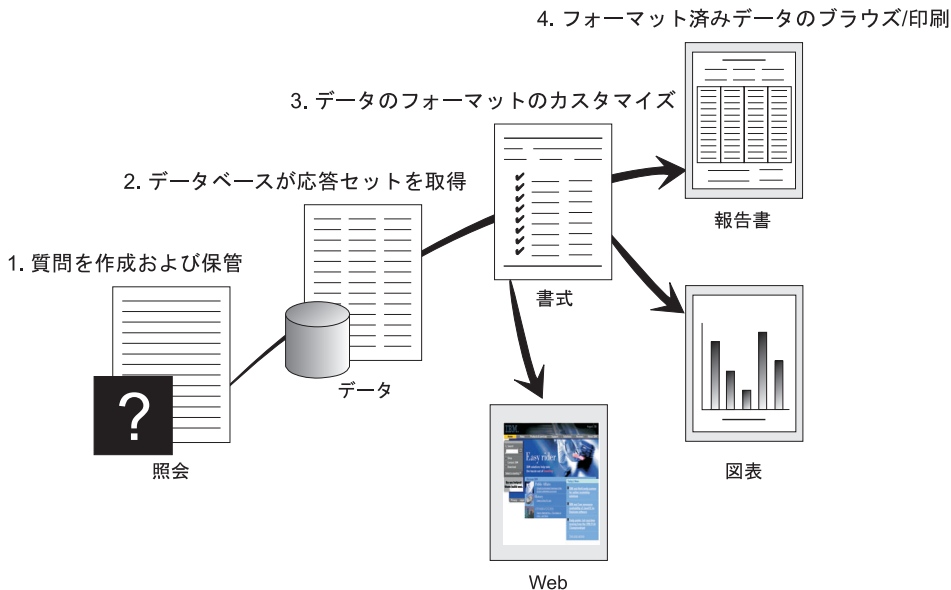 4. フォーマット済みデータのブラウズ/印刷
3. データのフォーマットのカスタマイズ
2. データベースが応答セットを取得
報告書
1. 質問を作成および保管
書式
データ
?
照会
図表
IBM
Easy rider
Web